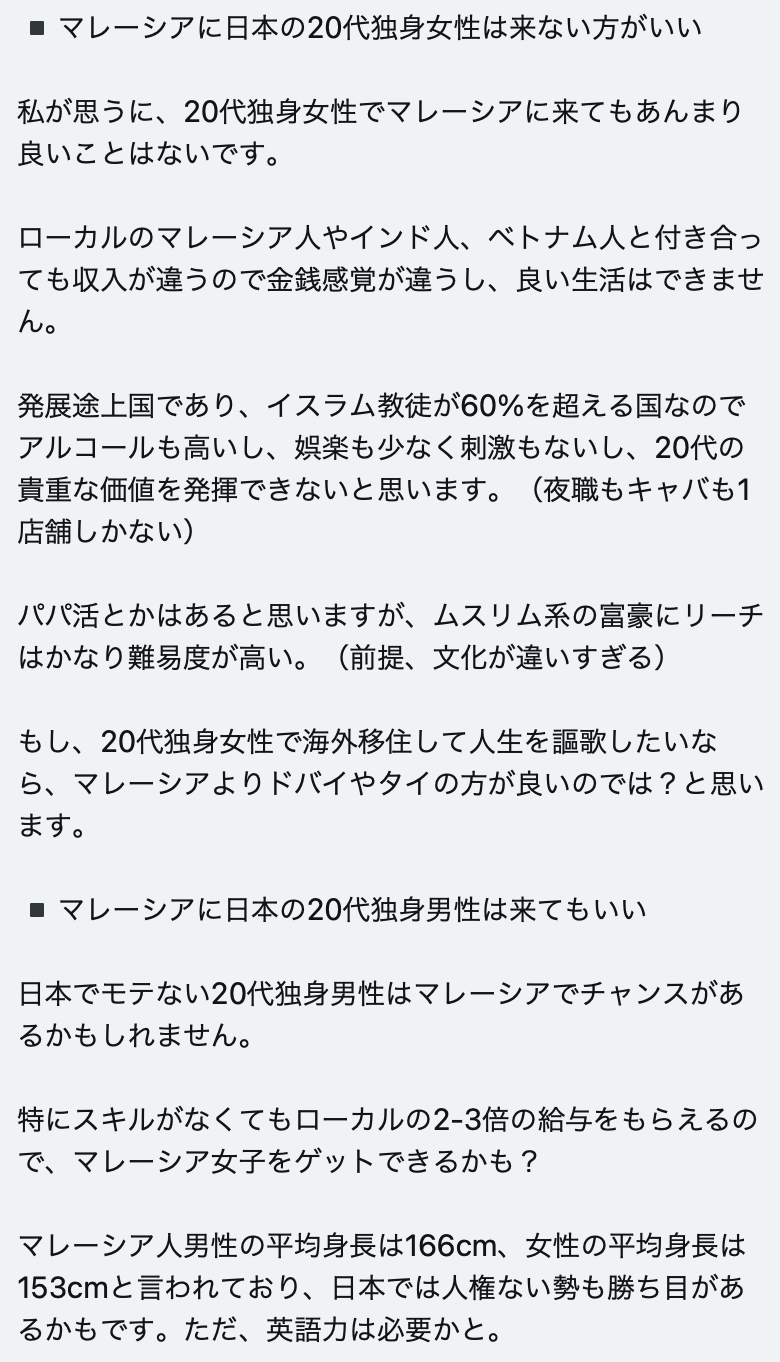 ■ マレーシアに日本の20代独身女性は来ない方がいい
私が思うに、20代独身女性でマレーシアに来てもあんまり
良いことはないです。
ローカルのマレーシア人やインド人、ベトナム人と付き合っ
ても収入が違うので金銭感覚が違うし、良い生活はできませ
ん。
発展途上国であり、イスラム教徒が60%を超える国なので
アルコールも高いし、娯楽も少なく刺激もないし、20代の
貴重な価値を発揮できないと思います。（夜職もキャバも1
店舗しかない）
パパ活とかはあると思いますが、ムスリム系の富豪にリーチ
はかなり難易度が高い。（前提、文化が違いすぎる）
もし、20代独身女性で海外移住して人生を謳歌したいな
ら、マレーシアよりドバイやタイの方が良いのでは？と思い
ます。
■ マレーシアに日本の20代独身男性は来てもいい
日本でモテない20代独身男性はマレーシアでチャンスがあ
るかもしれません。
特にスキルがなくてもローカルの2-3倍の給与をもらえるの
で、マレーシア女子をゲットできるかも？
マレーシア人男性の平均身長は166cm、女性の平均身長は
153cmと言われており、日本では人権ない勢も勝ち目があ
るかもです。ただ、英語力は必要かと。